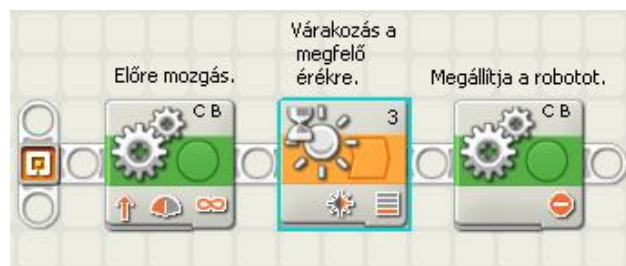 Előre mozgás.
Várakozás a
megfelő
érékre.
Megállítja a robotot.
C B
3
C B